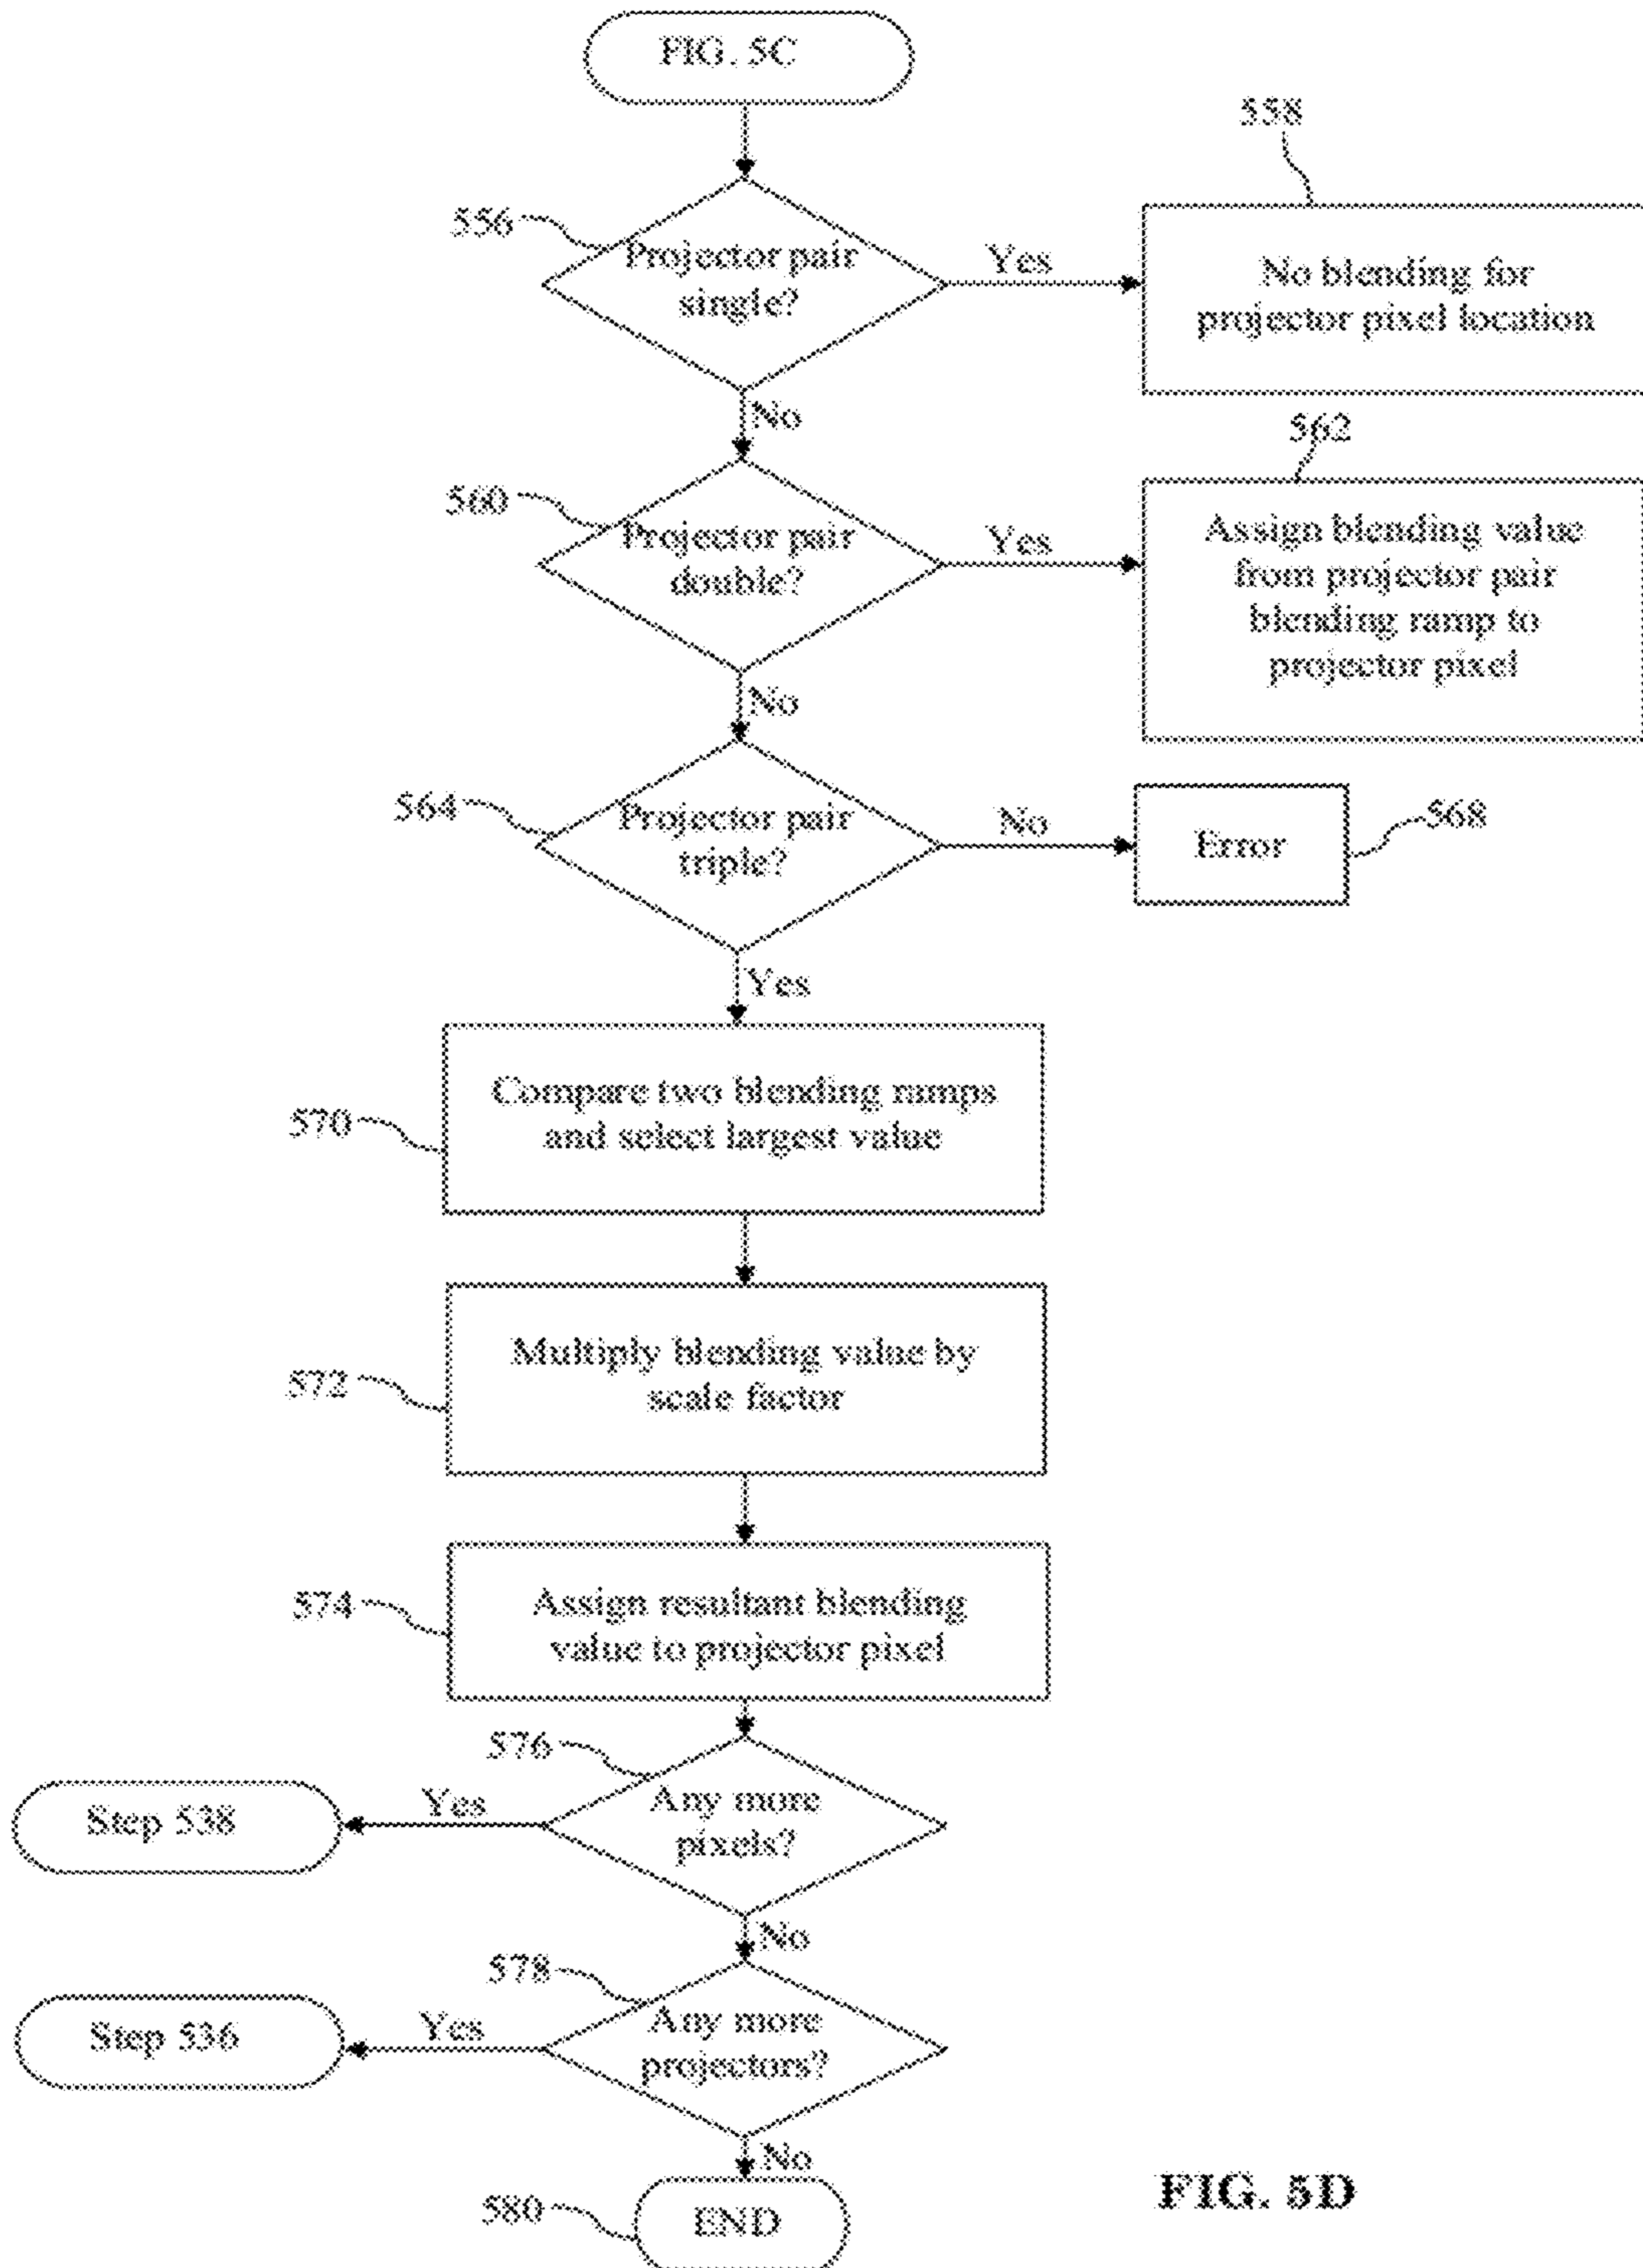 FIG. 5C
558
556
Projector pair
single?
Yes
No blending for
projector pixel location
No
562
560
Projector pair
double?
Yes
Assign blending value
from projector pair
blending ramp to
projector pixel
No
564
Projector pair
triple?
No
Error
568
Yes
570
Compare two blending ramps
and select largest value
572
Multiply blending value by
scale factor
574
Assign resultant blending
value to projector pixel
576
Step 538
Yes
Any more
pixels?
No
578
Step 536
Yes
Any more
projectors?
No
580
END
FIG. 5D